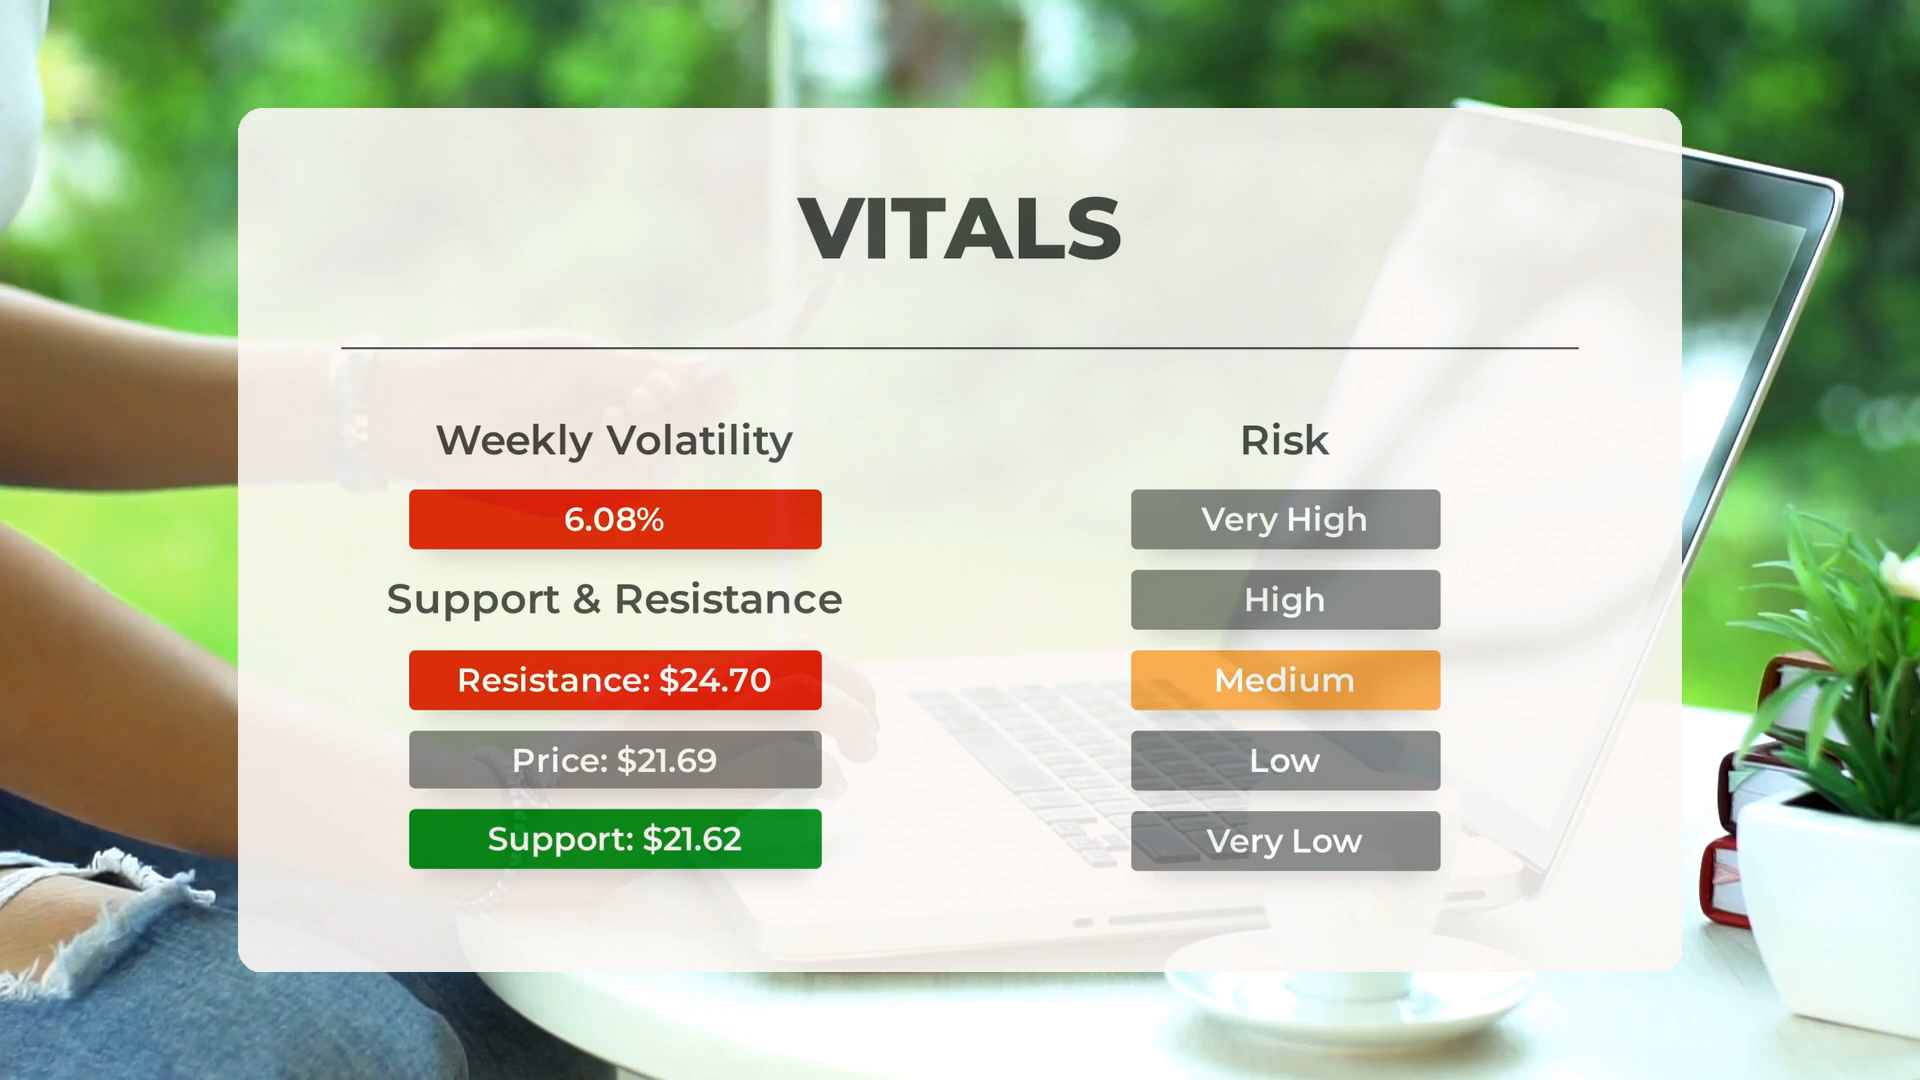 VITALS
Weekly Volatility
6.08%
Support & Resistance
Resistance: $24.70
Price: $21.69
Support: $21.62
Risk
Very High
High
Medium
Low
Very Low